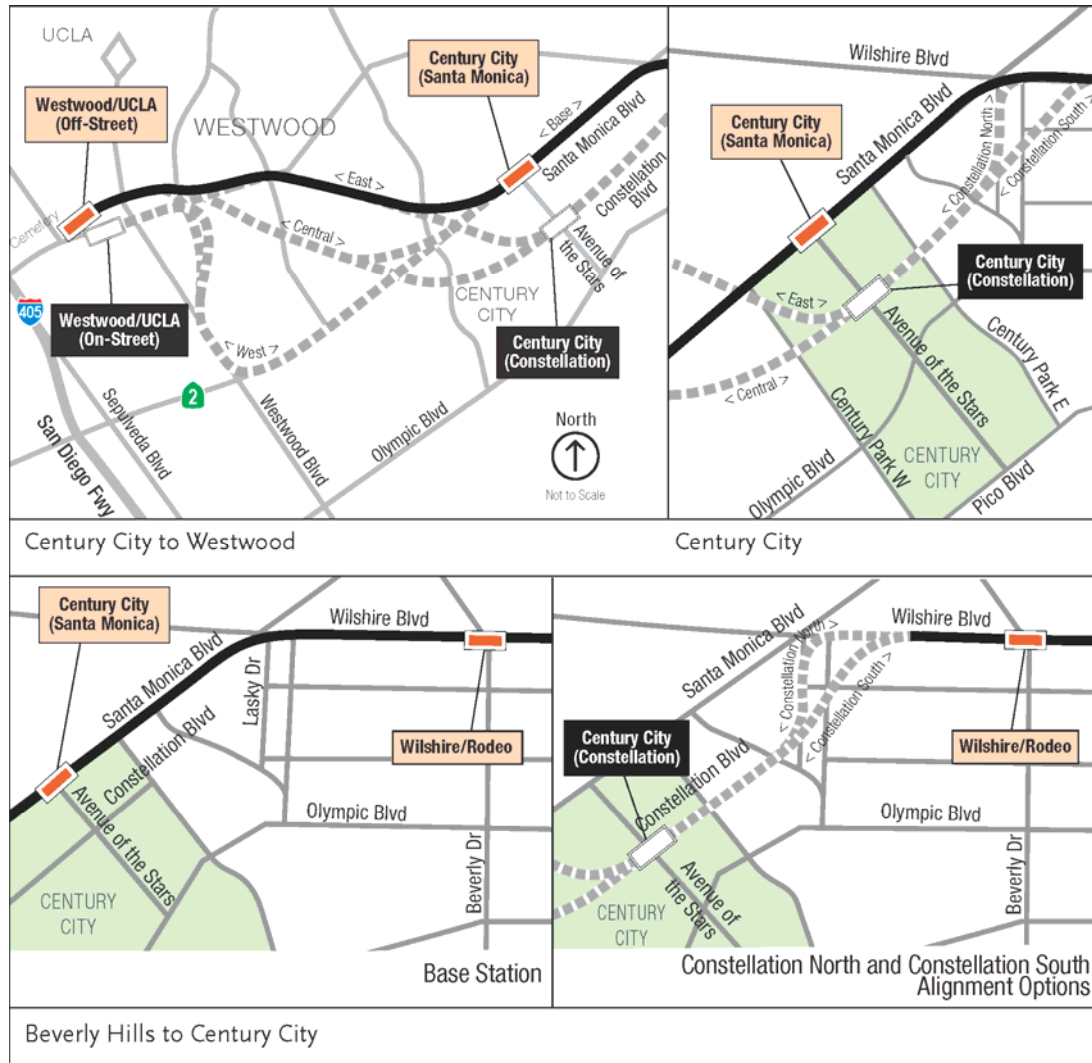 UCLA
Westwood/UCLA
(Off-Street)
WESTWOOD
Century City
(Santa Monica)
< Base >
Santa Monica Blvd
Constellation
Blvd
< East >
< Central >
Cemetery
Avenue of
the Stars
CENTURY
CITY
405
Westwood/UCLA
(On-Street)
< West >
Century City
(Constellation)
2
San Diego Fwy
Sepulveda Blvd
Westwood Blvd
Olympic Blvd
North
Not to Scale
Century City to Westwood
Wilshire Blvd
Santa Monica Blvd
< Constellation North >
< Constellation South >
Century City
(Santa Monica)
Century City
(Constellation)
< East >
< Central >
Avenue of the Stars
Century Park E
Century Park W
CENTURY
CITY
Olympic Blvd
Pico Blvd
Century City
Century City
(Santa Monica)
Wilshire Blvd
Santa Monica Blvd
Lasky Dr
Constellation Blvd
Wilshire/Rodeo
Avenue of the Stars
Olympic Blvd
Beverly Dr
CENTURY
CITY
Base Station
Santa Monica Blvd
Wilshire Blvd
< Constellation North >
< Constellation South >
Century City
(Constellation)
Constellation Blvd
Wilshire/Rodeo
Olympic Blvd
Avenue of
the Stars
Beverly Dr
CENTURY
CITY
Constellation North and Constellation South
Alignment Options
Beverly Hills to Century City